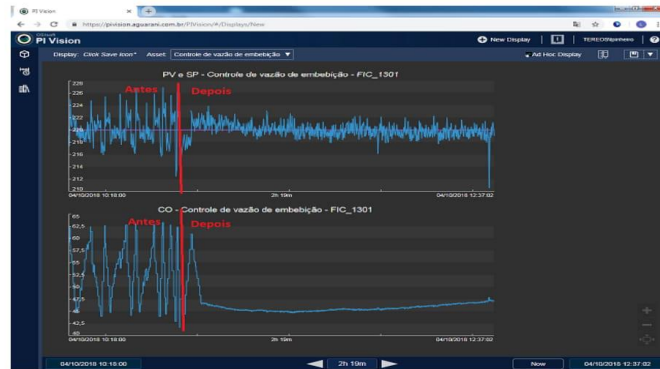 PI Vision
https://pivision.aguarani.com.br/PIVision/#/Displays/New
OSIsoft
PI Vision
New Display
TEREOS\tpinheiro
Display: Click Save Icon* Asset: Controle de vazão de embebição
Ad Hoc Display
PV e SP - Controle de vazão de embebição - FIC_1301
228
Antes
Depois
226
224
222
220
218
216
214
212
210
04/10/2018 10:18:00
2h 19m
04/10/2018 12:37:02
CO - Controle de vazão de embebição - FIC_1301
65
Antes
Depois
62,5
60
57,5
55
52,5
50
47,5
45
42,5
40
04/10/2018 10:18:00
2h 19m
04/10/2018 12:37:02
04/10/2018 10:18:00
2h 19m
Now
04/10/2018 12:37:02